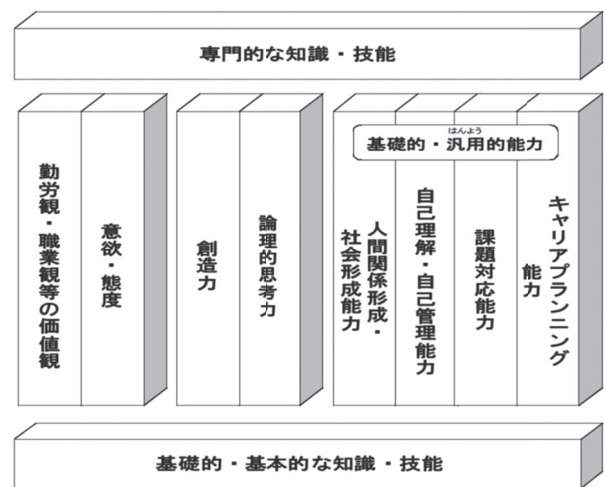 専門的な知識・技能
勤労観・職業観等の価値観
意欲・態度
創造力
論理的思考力
はんよう
基礎的・汎用的能力
人間関係形成・
社会形成能力
自己理解・自己管理能力
課題対応能力
キャリアプランニング
能力
基礎的・基本的な知識・技能